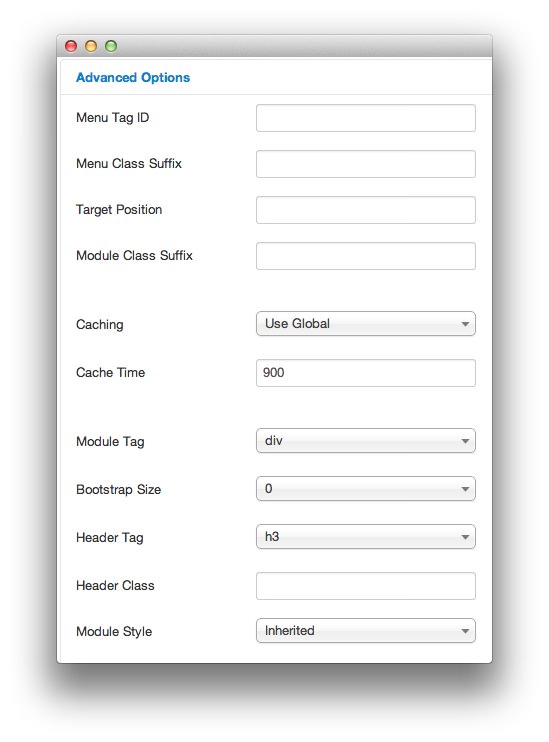 Advanced Options
Menu Tag ID
Menu Class Suffix
Target Position
Module Class Suffix
Caching Use Global
Cache Time 900
Module Tag div
Bootstrap Size 0
Header Tag h3
Header Class
Module Style Inherited